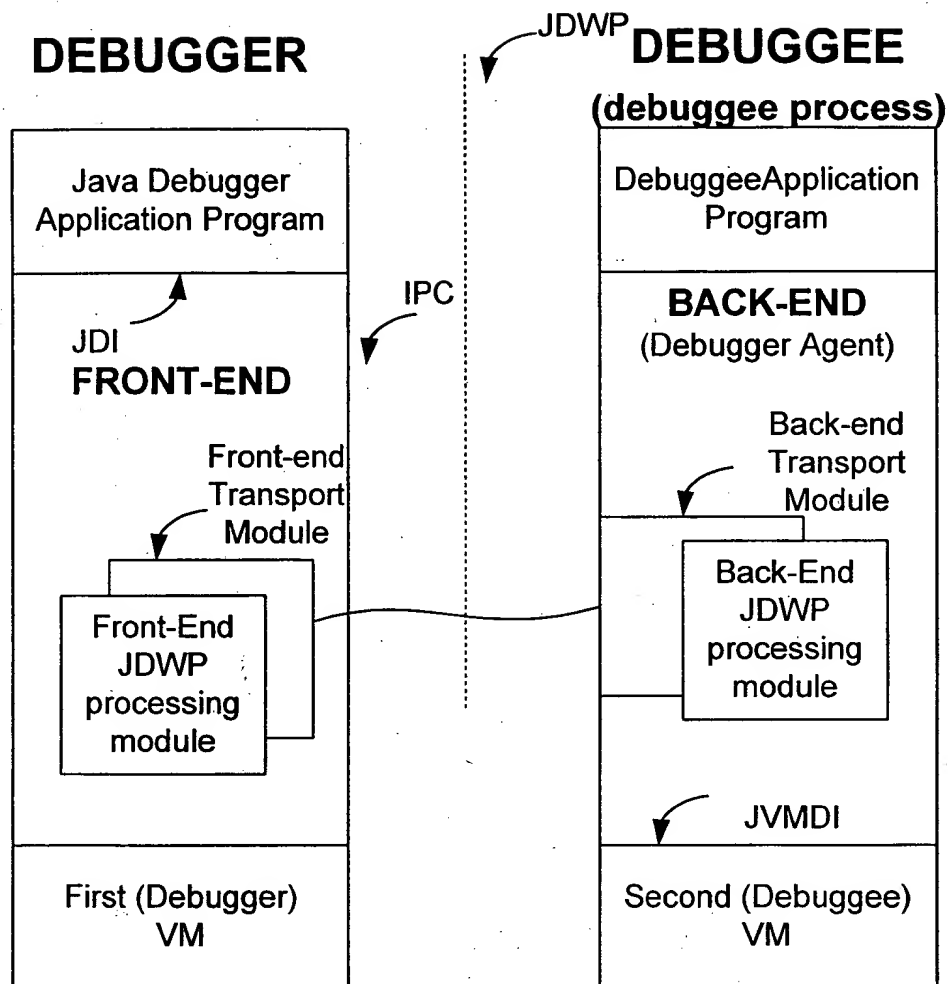 JDWP
DEBUGGER
DEBUGGEE
(debuggee process)
Java Debugger
Application Program
DebuggeeApplication
Program
IPC
JDI
FRONT-END
BACK-END
(Debugger Agent)
Front-end
Transport
Module
Back-end
Transport
Module
Front-End
JDWP
processing
module
Back-End
JDWP
processing
module
JVMDI
First (Debugger)
VM
Second (Debuggee)
VM